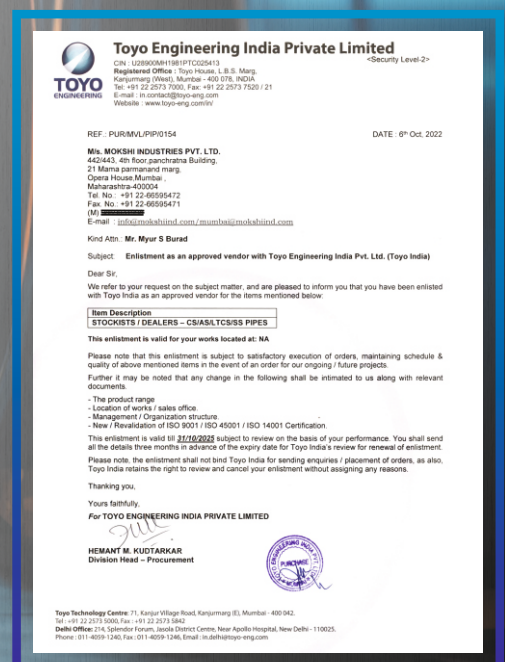 TOYO
ENGINEERING
Toyo Engineering India Private Limited
<Security Level-2>
CIN : U28900MH1981PTC025413
Registered Office : Toyo House, L.B.S. Marg,
Kanjurmarg (West), Mumbai - 400 078, INDIA
Tel: +91 22 2573 7000, Fax: +91 22 2573 7520 / 21
E-mail : in.contact@toyo-eng.com
Website : www.toyo-eng.com/in/
REF.: PUR/MVL/PIP/0154
DATE : 6th Oct, 2022
M/s. MOKSHI INDUSTRIES PVT. LTD.
442/443, 4th floor,panchratna Building,
21 Mama parmanand marg,
Opera House,Mumbai ,
Maharashtra-400004
Tel. No.: +91 22-66595472
Fax. No.: +91 22-66595471
(M)
E-mail : info@mokshiind.com/mumbai@mokshiind.com
Kind Attn.: Mr. Myur S Burad
Subject: Enlistment as an approved vendor with Toyo Engineering India Pvt. Ltd. (Toyo India)
Dear Sir,
We refer to your request on the subject matter, and are pleased to inform you that you have been enlisted
with Toyo India as an approved vendor for the items mentioned below:
Item Description
STOCKISTS / DEALERS – CS/AS/LTCS/SS PIPES
This enlistment is valid for your works located at: NA
Please note that this enlistment is subject to satisfactory execution of orders, maintaining schedule &
quality of above mentioned items in the event of an order for our ongoing / future projects.
Further it may be noted that any change in the following shall be intimated to us along with relevant
documents.
- The product range
- Location of works / sales office.
- Management / Organization structure.
- New / Revalidation of ISO 9001 / ISO 45001 / ISO 14001 Certification.
This enlistment is valid till 31/10/2025 subject to review on the basis of your performance. You shall send
all the details three months in advance of the expiry date for Toyo India's review for renewal of enlistment.
Please note, the enlistment shall not bind Toyo India for sending enquiries / placement of orders, as also,
Toyo India retains the right to review and cancel your enlistment without assigning any reasons.
Thanking you,
Yours faithfully,
For TOYO ENGINEERING INDIA PRIVATE LIMITED
HEMANT M. KUDTARKAR
Division Head – Procurement
PURCHASE
Toyo Technology Centre: 71, Kanjur Village Road, Kanjurmarg (E), Mumbai - 400 042.
Tel : +91 22 2573 5000, Fax : +91 22 2573 5842
Delhi Office: 214, Splendor Forum, Jasola District Centre, Near Apollo Hospital, New Delhi - 110025.
Phone : 011-4059-1240, Fax : 011-4059-1246, Email : in.delhi@toyo-eng.com